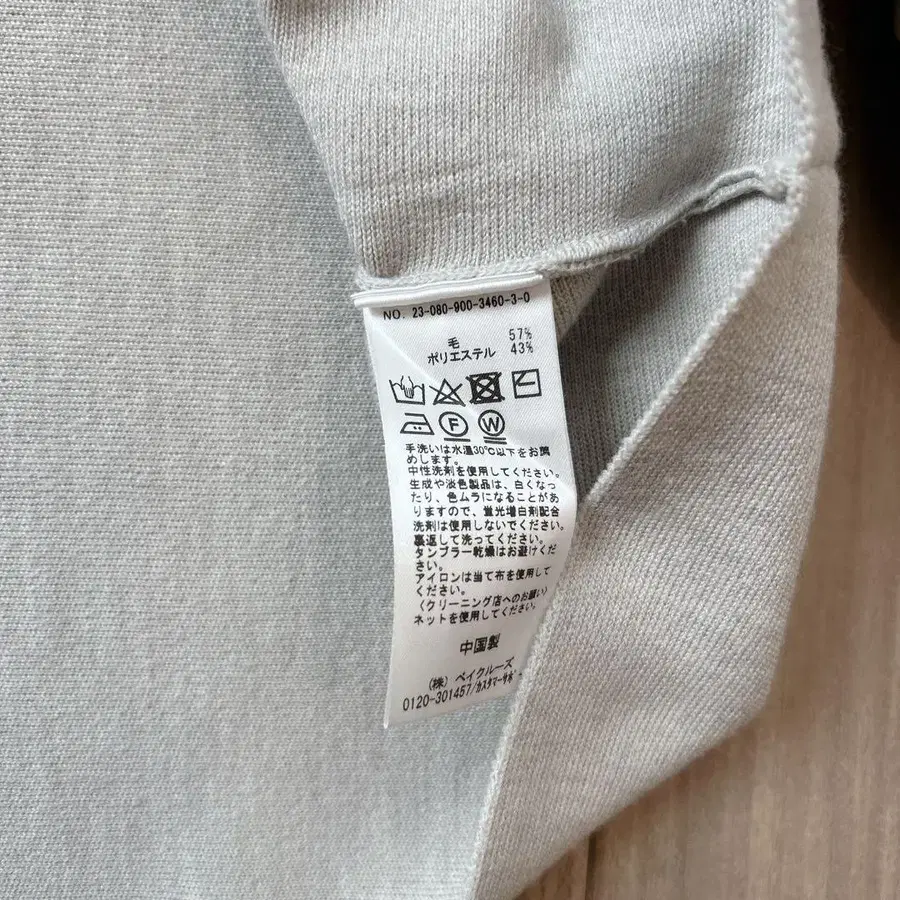 NO. 23-080-900-3460-3-0
毛 57%
ポリエステル 43%
F W
手洗いは水温30℃以下をお薦
めします。
中性洗剤を使用してください。
生成や淡色製品は、白くなっ
たり、色ムラになることがあ
りますので、蛍光増白剤配合
洗剤は使用しないでください。
裏返して洗ってください。
タンブラー乾燥はお避けくだ
さい。
アイロンは当て布を使用して
ください。
〈クリーニング店へのお願い〉
ネットを使用してください。
中国製
(株) ベイクルーズ
0120-301457/カスタマーサポ